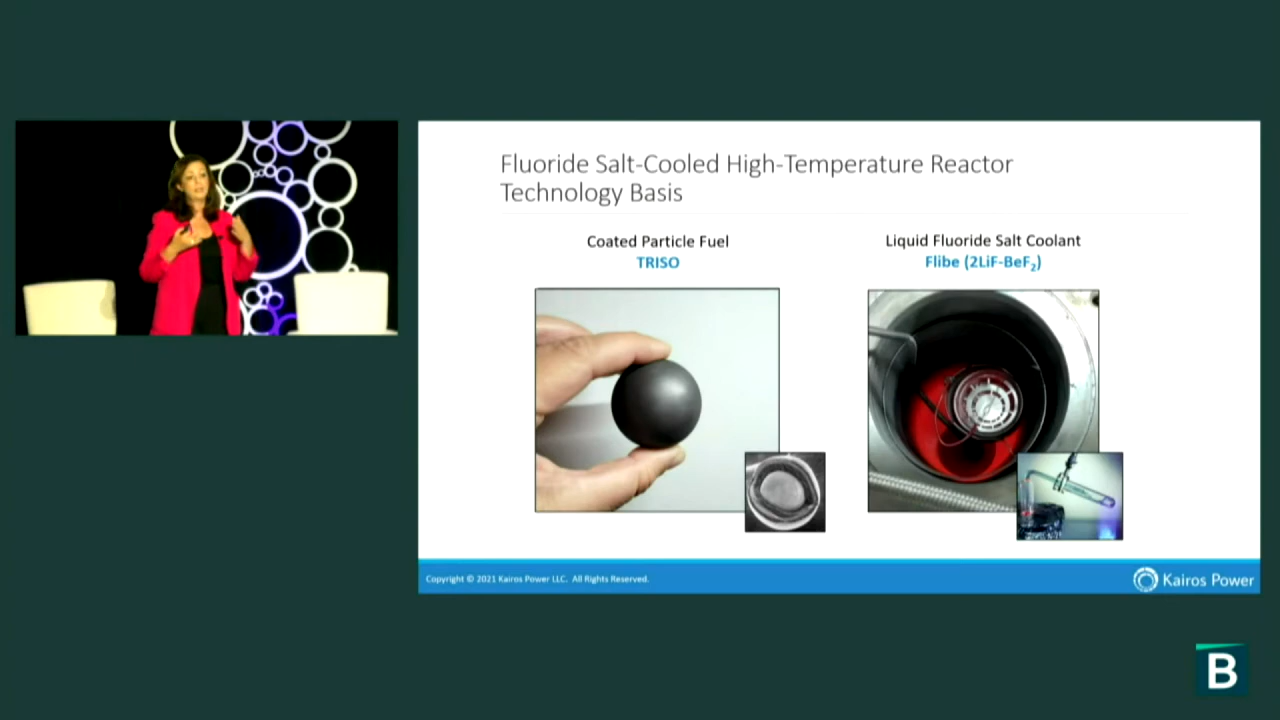 Fluoride Salt-Cooled High-Temperature Reactor
Technology Basis
Coated Particle Fuel
TRISO
Liquid Fluoride Salt Coolant
Flibe (2LiF-BeF₂)
Copyright © 2021 Kairos Power LLC. All Rights Reserved.
Kairos Power
B